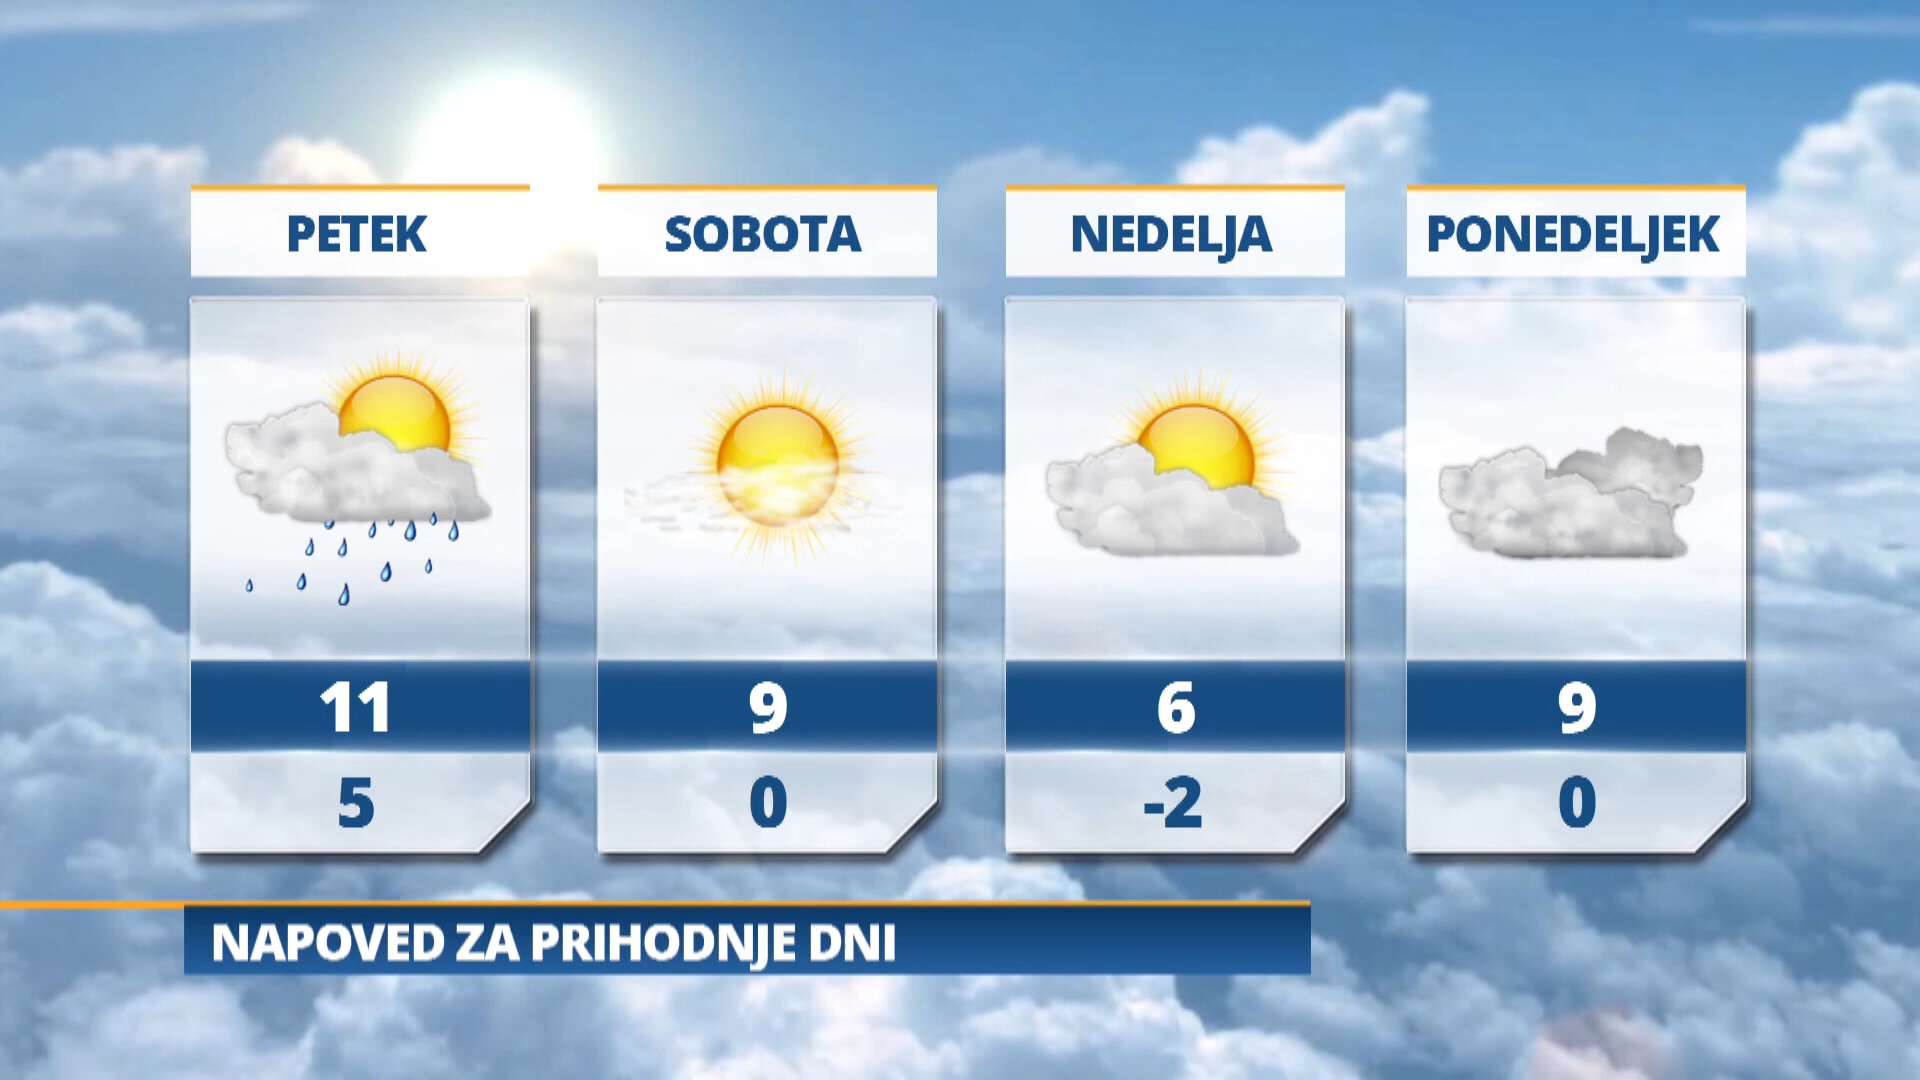 PETEK
SOBOTA
NEDELJA
PONEDELJEK
11
9
6
9
5
0
-2
0
NAPOVED ZA PRIHODNJE DNI